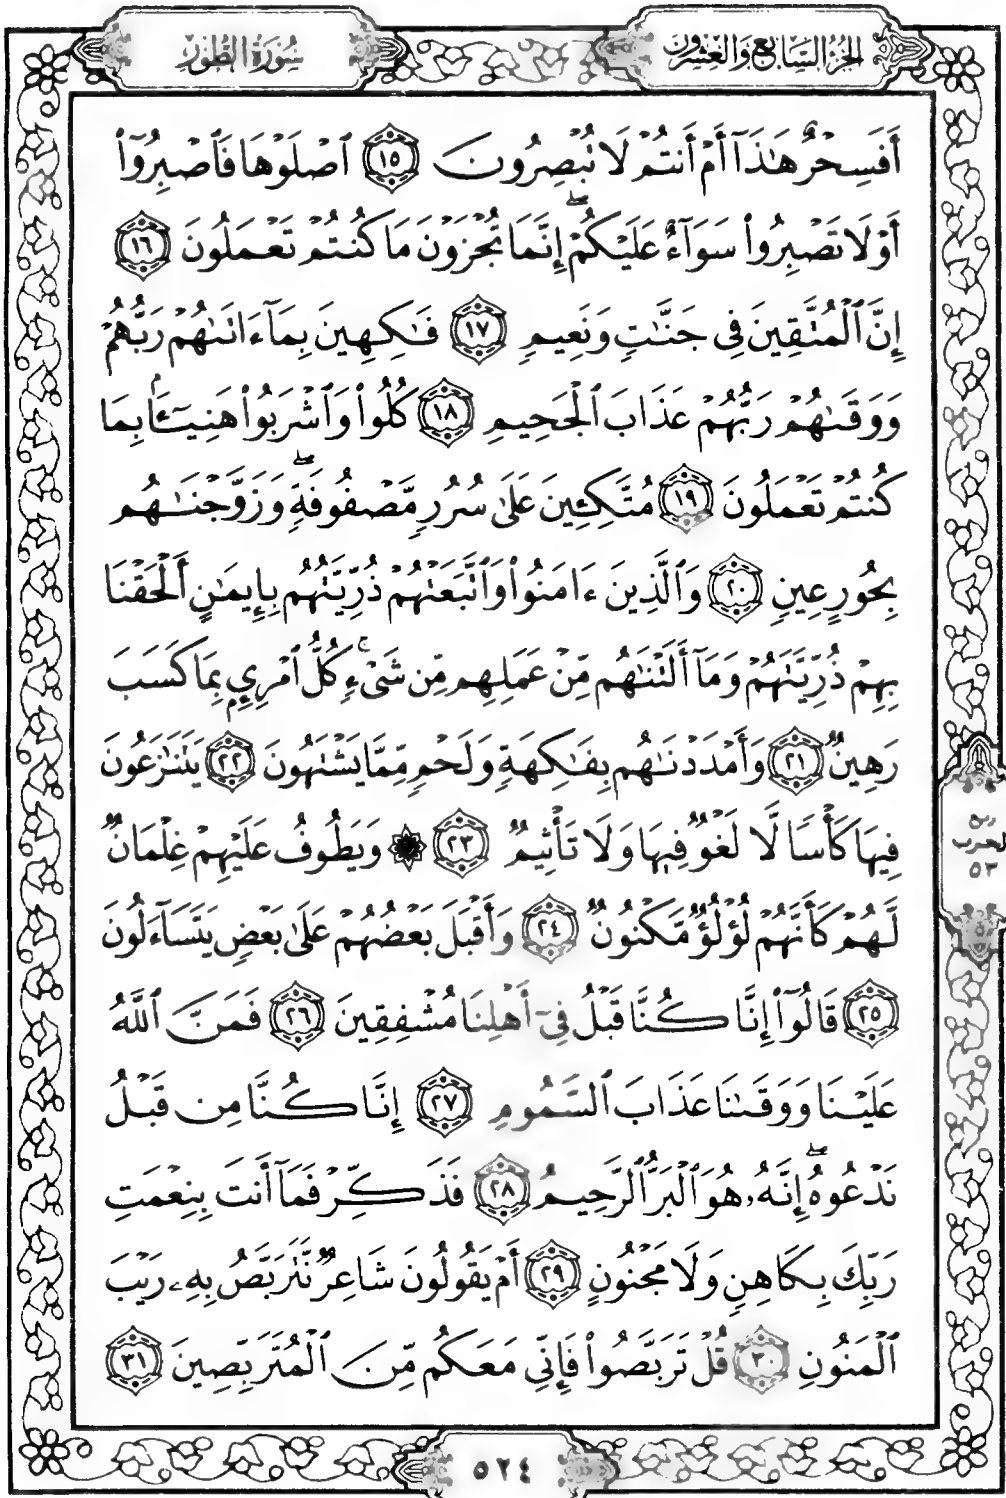 الجزء السابع والعشرون
سورة الطور
أَفَسِحْرٌ هَٰذَآ أَمْ أَنتُمْ لَا تُبْصِرُونَ ١٥ ٱصْلَوْهَا فَٱصْبِرُوٓا۟
أَوْ لَا تَصْبِرُوا۟ سَوَآءٌ عَلَيْكُمْ ۖ إِنَّمَا تُجْزَوْنَ مَا كُنتُمْ تَعْمَلُونَ ١٦
إِنَّ ٱلْمُتَّقِينَ فِى جَنَّٰتٍ وَنَعِيمٍ ١٧ فَٰكِهِينَ بِمَآ ءَاتَىٰهُمْ رَبُّهُمْ
وَوَقَىٰهُمْ رَبُّهُمْ عَذَابَ ٱلْجَحِيمِ ١٨ كُلُوا۟ وَٱشْرَبُوا۟ هَنِيٓـًٔۢا بِمَا
كُنتُمْ تَعْمَلُونَ ١٩ مُتَّكِـِٔينَ عَلَىٰ سُرُرٍ مَّصْفُوفَةٍ ۖ وَزَوَّجْنَٰهُم
بِحُورٍ عِينٍ ٢٠ وَٱلَّذِينَ ءَامَنُوا۟ وَٱتَّبَعَتْهُمْ ذُرِّيَّتُهُم بِإِيمَٰنٍ أَلْحَقْنَا
بِهِمْ ذُرِّيَّتَهُمْ وَمَآ أَلَتْنَٰهُم مِّنْ عَمَلِهِم مِّن شَىْءٍ ۚ كُلُّ ٱمْرِئٍۭ بِمَا كَسَبَ
رَهِينٌ ٢١ وَأَمْدَدْنَٰهُم بِفَٰكِهَةٍ وَلَحْمٍ مِّمَّا يَشْتَهُونَ ٢٢ يَتَنَٰزَعُونَ
فِيهَا كَأْسًا لَّا لَغْوٌ فِيهَا وَلَا تَأْثِيمٌ ٢٣ ۞ وَيَطُوفُ عَلَيْهِمْ غِلْمَانٌ
لَّهُمْ كَأَنَّهُمْ لُؤْلُؤٌ مَّكْنُونٌ ٢٤ وَأَقْبَلَ بَعْضُهُمْ عَلَىٰ بَعْضٍ يَتَسَآءَلُونَ
٢٥ قَالُوٓا۟ إِنَّا كُنَّا قَبْلُ فِىٓ أَهْلِنَا مُشْفِقِينَ ٢٦ فَمَنَّ ٱللَّهُ
عَلَيْنَا وَوَقَىٰنَا عَذَابَ ٱلسَّمُومِ ٢٧ إِنَّا كُنَّا مِن قَبْلُ
نَدْعُوهُ ۖ إِنَّهُۥ هُوَ ٱلْبَرُّ ٱلرَّحِيمُ ٢٨ فَذَكِّرْ فَمَآ أَنتَ بِنِعْمَتِ
رَبِّكَ بِكَاهِنٍ وَلَا مَجْنُونٍ ٢٩ أَمْ يَقُولُونَ شَاعِرٌ نَّتَرَبَّصُ بِهِۦ رَيْبَ
ٱلْمَنُونِ ٣٠ قُلْ تَرَبَّصُوا۟ فَإِنِّى مَعَكُم مِّنَ ٱلْمُتَرَبِّصِينَ ٣١
ربع
الحزب
٥٣
٥٢٤